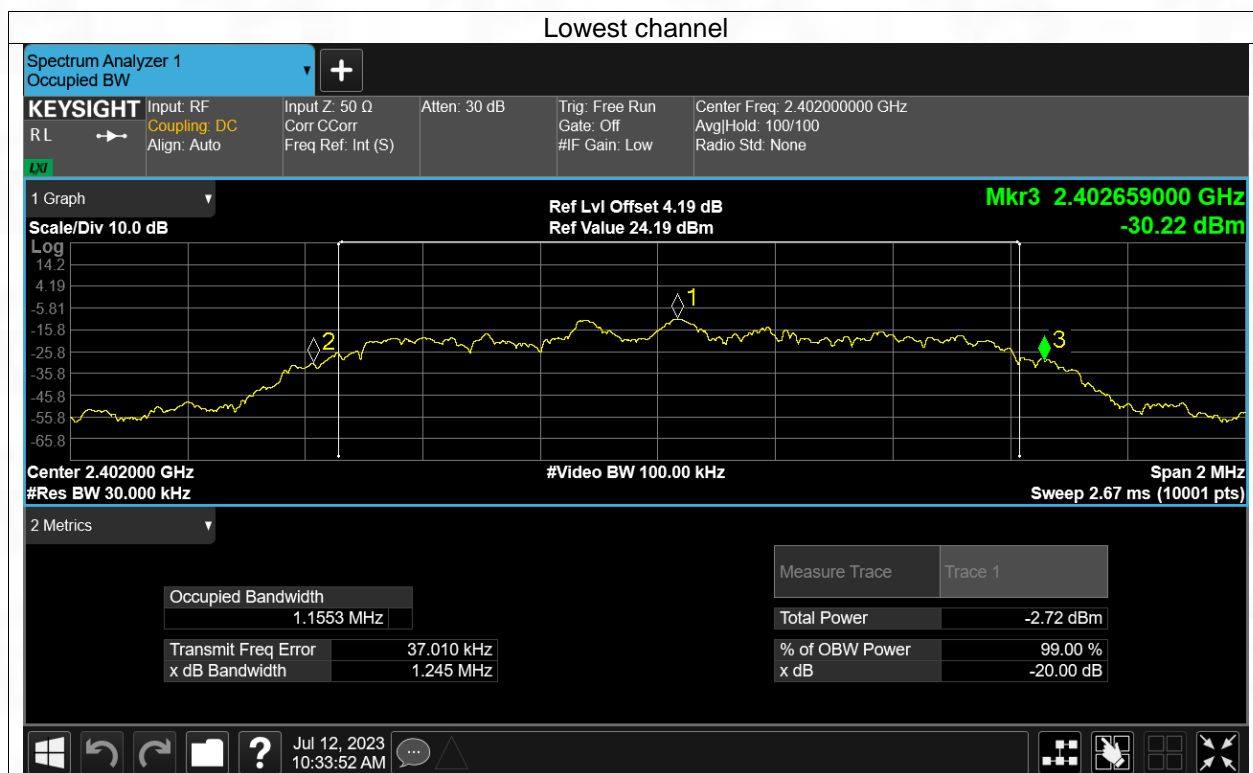 Lowest channel
Spectrum Analyzer 1
Occupied BW
KEYSIGHT
R L
LXI
Input: RF
Coupling: DC
Align: Auto
Input Z: 50 Ω
Corr CCorr
Freq Ref: Int (S)
Atten: 30 dB
Trig: Free Run
Gate: Off
#IF Gain: Low
Center Freq: 2.402000000 GHz
Avg|Hold: 100/100
Radio Std: None
1 Graph
Scale/Div 10.0 dB
Ref Lvl Offset 4.19 dB
Ref Value 24.19 dBm
Mkr3 2.402659000 GHz
-30.22 dBm
Log
14.2
4.19
-5.81
-15.8
-25.8
-35.8
-45.8
-55.8
-65.8
1
2
3
Center 2.402000 GHz
#Video BW 100.00 kHz
Span 2 MHz
#Res BW 30.000 kHz
Sweep 2.67 ms (10001 pts)
2 Metrics
Occupied Bandwidth
1.1553 MHz
Transmit Freq Error 37.010 kHz
x dB Bandwidth 1.245 MHz
Measure Trace Trace 1
Total Power -2.72 dBm
% of OBW Power 99.00 %
x dB -20.00 dB
?
Jul 12, 2023
10:33:52 AM